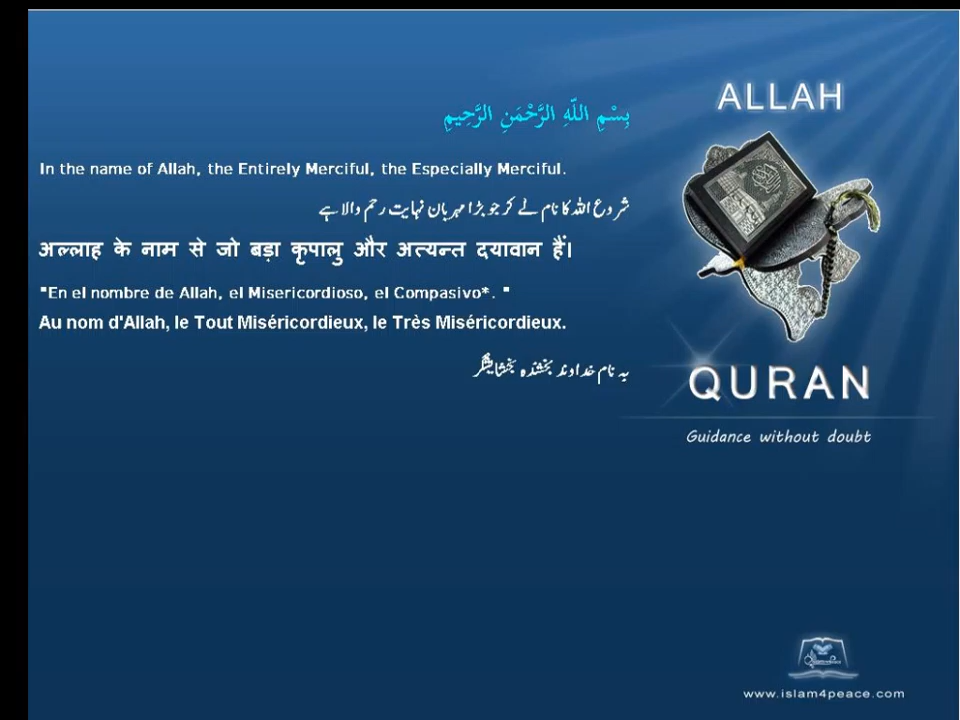 بِسْمِ اللَّهِ الرَّحْمَنِ الرَّحِيمِ
In the name of Allah, the Entirely Merciful, the Especially Merciful.
شروع الله کا نام لے کر جو بڑا مہربان نہایت رحم والا ہے
अल्लाह के नाम से जो बड़ा कृपालु और अत्यन्त दयावान हैं।
"En el nombre de Allah, el Misericordioso, el Compasivo*. "
Au nom d'Allah, le Tout Miséricordieux, le Très Miséricordieux.
به نام خداوند بخشنده بخشایشگر
ALLAH
QURAN
Guidance without doubt
www.islam4peace.com